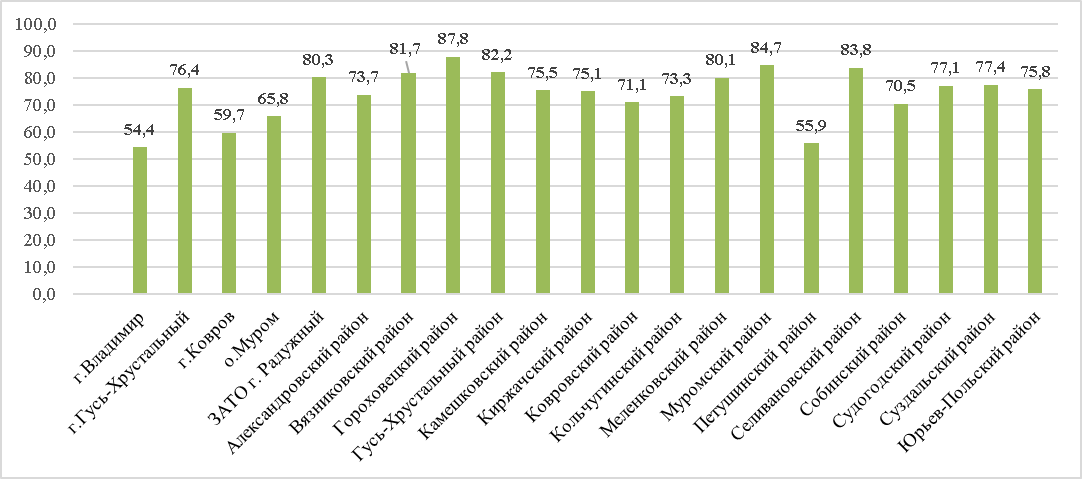 100,0
90,0
80,0
70,0
60,0
50,0
40,0
30,0
20,0
10,0
0,0
54,4
76,4
59,7
65,8
80,3
73,7
81,7
87,8
82,2
75,5
75,1
71,1
73,3
80,1
84,7
55,9
83,8
70,5
77,1
77,4
75,8
г.Владимир
г.Гусь-Хрустальный
г.Ковров
о.Муром
ЗАТО г. Радужный
Александровский район
Вязниковский район
Гороховецкий район
Гусь-Хрустальный район
Камешковский район
Киржачский район
Ковровский район
Кольчугинский район
Меленковский район
Муромский район
Петушинский район
Селивановский район
Собинский район
Судогодский район
Суздальский район
Юрьев-Польский район